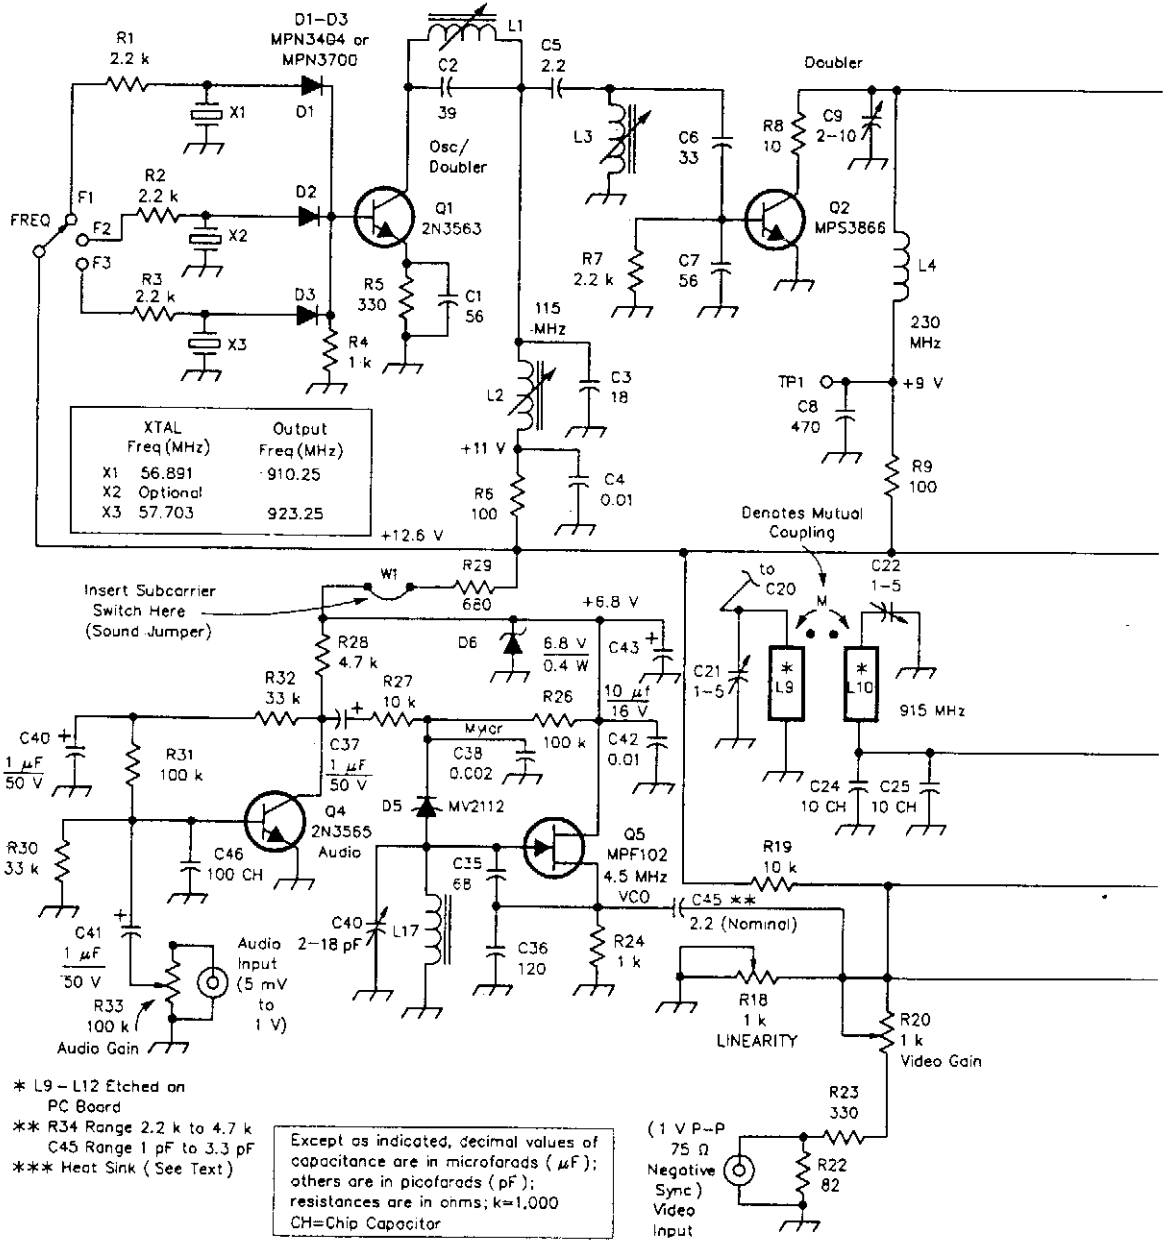 D1-D3
MPN3404 or
MPN3700
R1
2.2 k
X1
D1
L1
C2
39
C5
2.2
Doubler
L3
C6
33
R8
10
C9
2-10
Osc/
Doubler
R2
2.2 k
D2
X2
F1
F2
F3
FREQ
Q1
2N3563
Q2
MPS3866
R7
2.2 k
C7
56
L4
R3
2.2 k
D3
X3
R5
330
C1
56
R4
1 k
115
MHz
230
MHz
L2
C3
18
TP1
+9 V
C8
470
XTAL Output
Freq (MHz) Freq (MHz)
X1 56.891 910.25
X2 Optional
X3 57.703 923.25
+11 V
R6
100
C4
0.01
R9
100
+12.6 V
Denotes Mutual
Coupling
Insert Subcarrier
Switch Here
(Sound Jumper)
W1
R29
680
to
C20
M
C22
1-5
+6.8 V
R28
4.7 k
D6
6.8 V
0.4 W
C43
C21
1-5
* L9
* L10
915 MHz
R32
33 k
R27
10 k
R26
100 k
10 µf
16 V
C40
1 µF
50 V
R31
100 k
C37
1 µF
50 V
Mylar
C38
0.002
C42
0.01
C24
10 CH
C25
10 CH
D5
MV2112
Q4
2N3565
Audio
Q5
MPF102
4.5 MHz
VCO
R30
33 k
C46
100 CH
C35
68
R19
10 k
C45 **
2.2 (Nominal)
C41
1 µF
50 V
Audio
Input
(5 mV
to
1 V)
R33
100 k
Audio Gain
C40
2-18 pF
L17
C36
120
R24
1 k
R18
1 k
LINEARITY
R20
1 k
Video Gain
* L9 - L12 Etched on
PC Board
** R34 Range 2.2 k to 4.7 k
C45 Range 1 pF to 3.3 pF
*** Heat Sink (See Text)
Except as indicated, decimal values of
capacitance are in microfarads (µF);
others are in picofarads (pF);
resistances are in ohms; k=1,000
CH=Chip Capacitor
R23
330
(1 V P-P
75 Ω
Negative
Sync)
Video
Input
R22
82